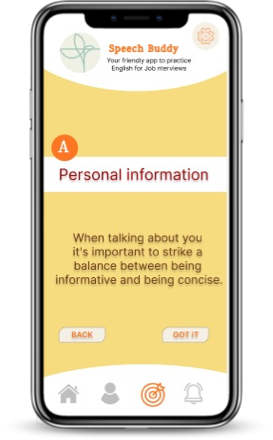 Speech Buddy
Your friendly app to practice
English for Job nterviews
A
Personal information
When talking about you
it's important to strike a
balance between being
informative and being concise.
BACK
GOT IT